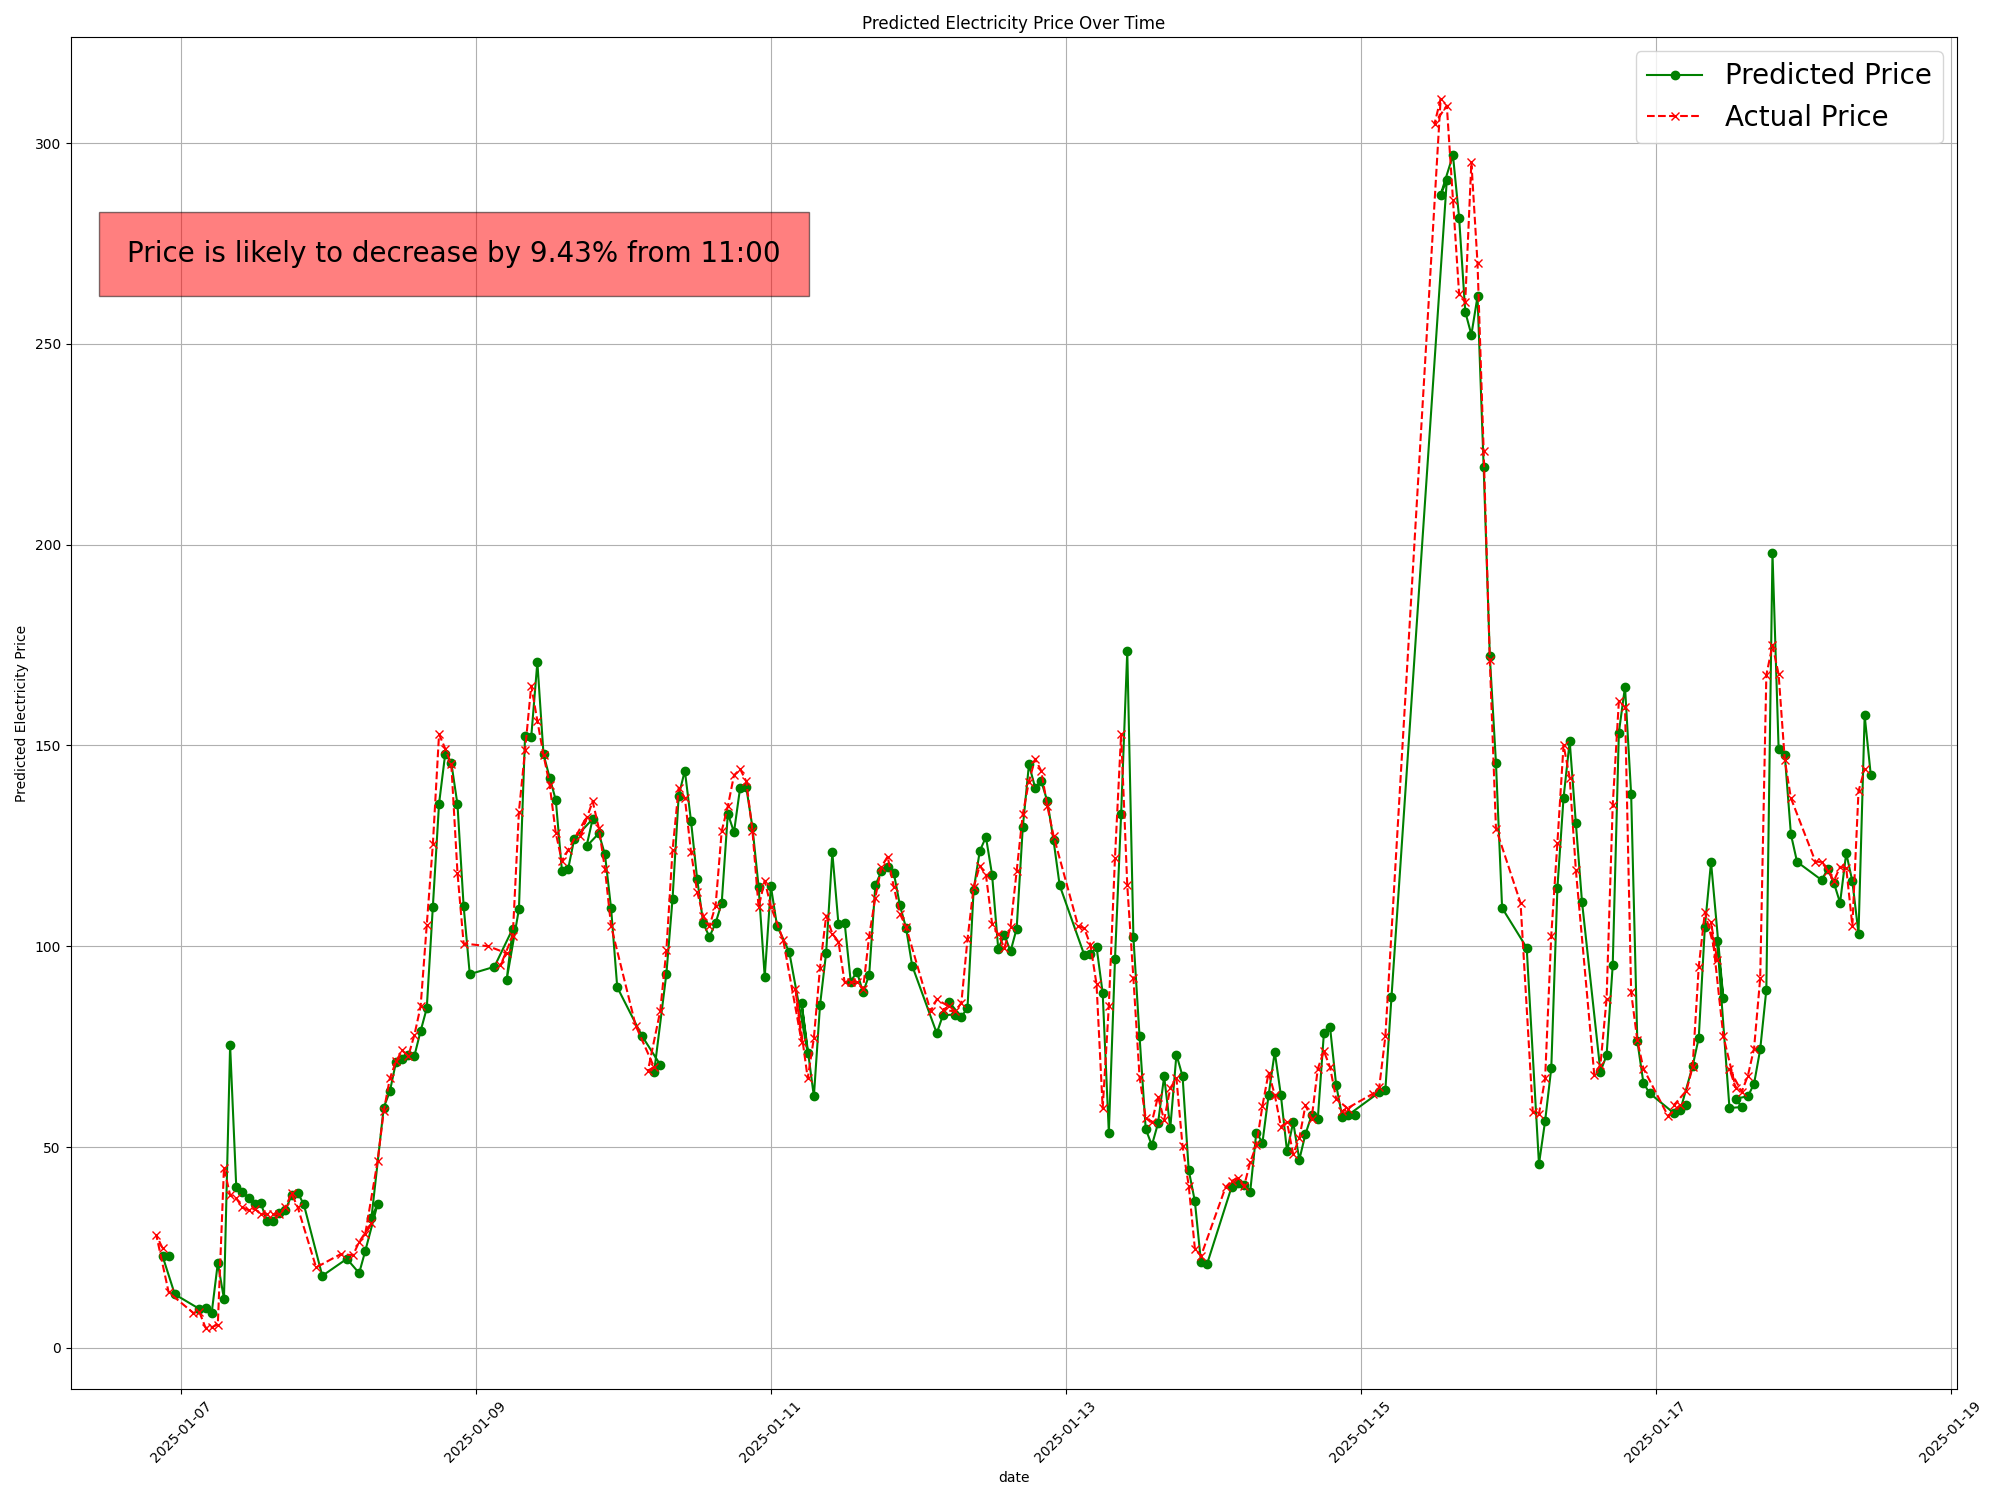 Predicted Electricity Price Over Time
Predicted Price
Actual Price
Price is likely to decrease by 9.43% from 11:00
Predicted Electricity Price
300
250
200
150
100
50
0
2025-01-07
2025-01-09
2025-01-11
2025-01-13
2025-01-15
2025-01-17
2025-01-19
date